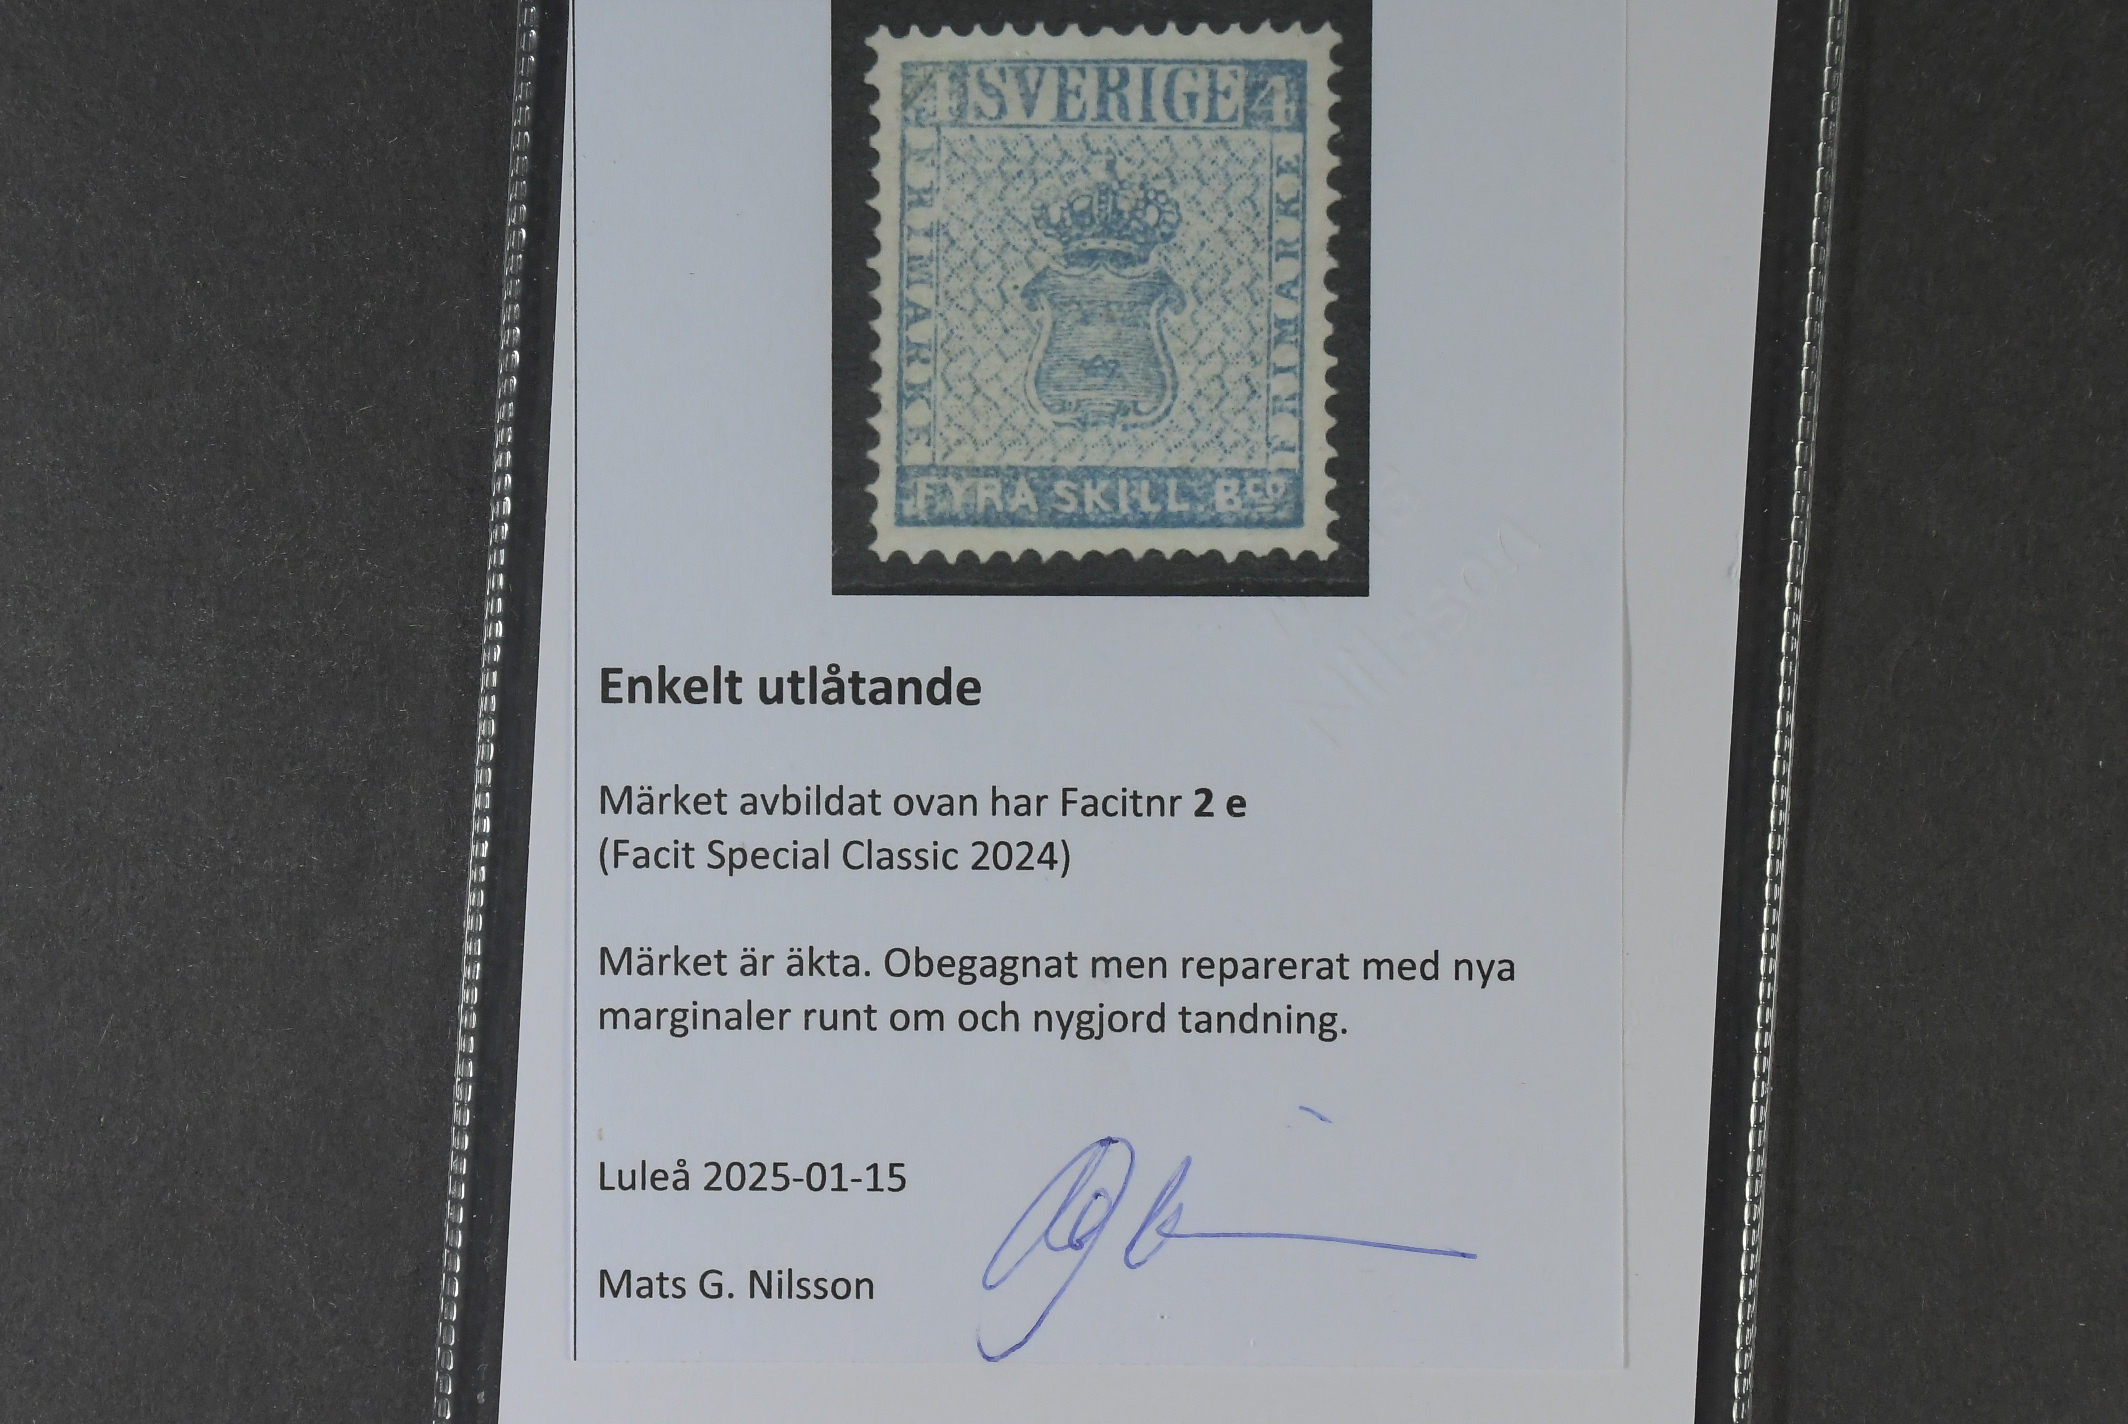 4 SVERIGE 4
FRIMARKE
FRIMARKE
FYRA SKILL. Bco
Nilsson
Enkelt utlåtande
Märket avbildat ovan har Facitnr 2 e
(Facit Special Classic 2024)
Märket är äkta. Obegagnat men reparerat med nya
marginaler runt om och nygjord tandning.
Luleå 2025-01-15
Mats G. Nilsson